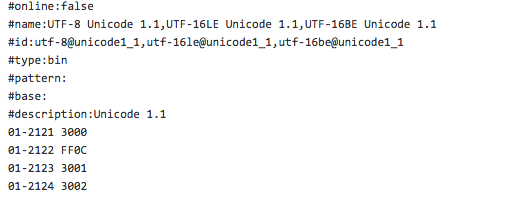 #online:false
#name:UTF-8 Unicode 1.1,UTF-16LE Unicode 1.1,UTF-16BE Unicode 1.1
#id:utf-8@unicode1_1,utf-16le@unicode1_1,utf-16be@unicode1_1
#type:bin
#pattern:
#base:
#description:Unicode 1.1
01-2121 3000
01-2122 FF0C
01-2123 3001
01-2124 3002